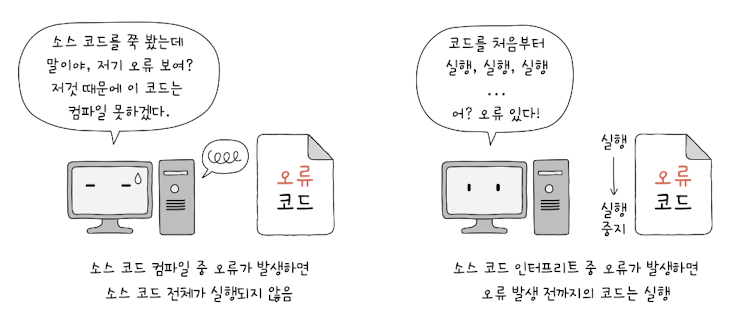 소스 코드를 쭉 봤는데
말이야, 저기 오류 보여?
저것 때문에 이 코드는
컴파일 못하겠다.
오류
코드
소스 코드 컴파일 중 오류가 발생하면
소스 코드 전체가 실행되지 않음
코드를 처음부터
실행, 실행, 실행
...
어? 오류 있다!
실행
실행
중지
오류
코드
소스 코드 인터프리트 중 오류가 발생하면
오류 발생 전까지의 코드는 실행